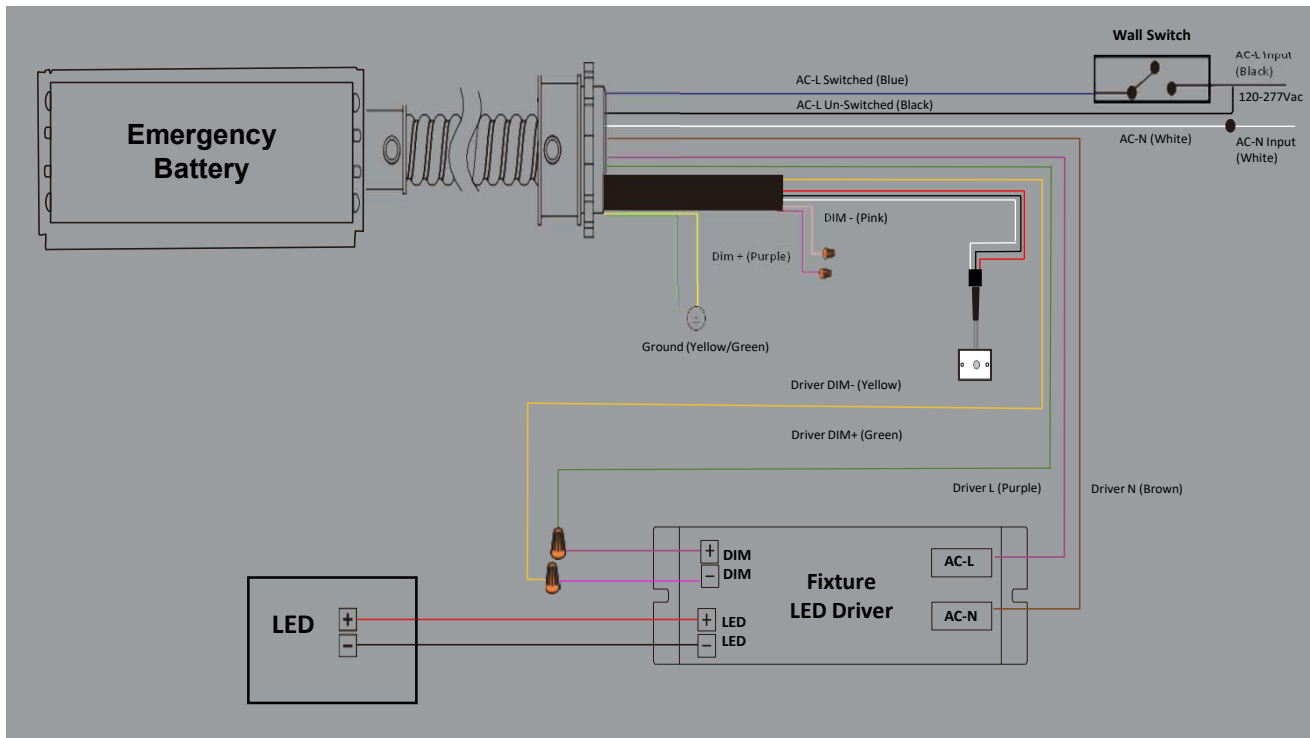 Wall Switch
AC-L Input
(Black)
120-277Vac
AC-L Switched (Blue)
AC-L Un-Switched (Black)
AC-N (White)
AC-N Input
(White)
Emergency
Battery
DIM - (Pink)
Dim + (Purple)
Ground (Yellow/Green)
Driver DIM- (Yellow)
Driver DIM+ (Green)
Driver L (Purple)
Driver N (Brown)
+ DIM
− DIM
AC-L
Fixture
LED Driver
AC-N
LED
+
−
+ LED
− LED